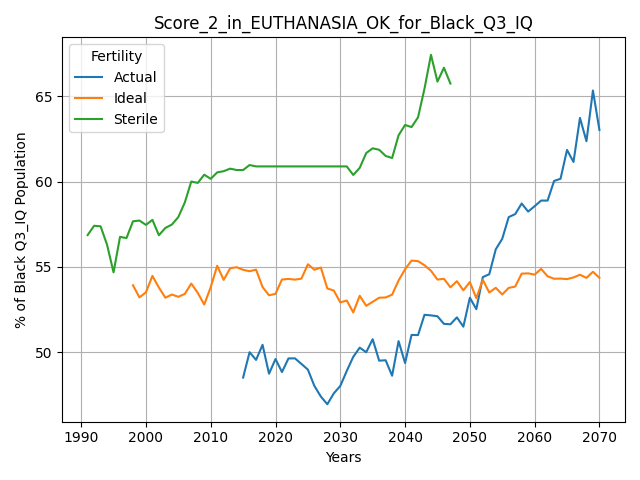 Score_2_in_EUTHANASIA_OK_for_Black_Q3_IQ
Fertility
Actual
Ideal
Sterile
% of Black Q3_IQ Population
65
60
55
50
1990 2000 2010 2020 2030 2040 2050 2060 2070
Years